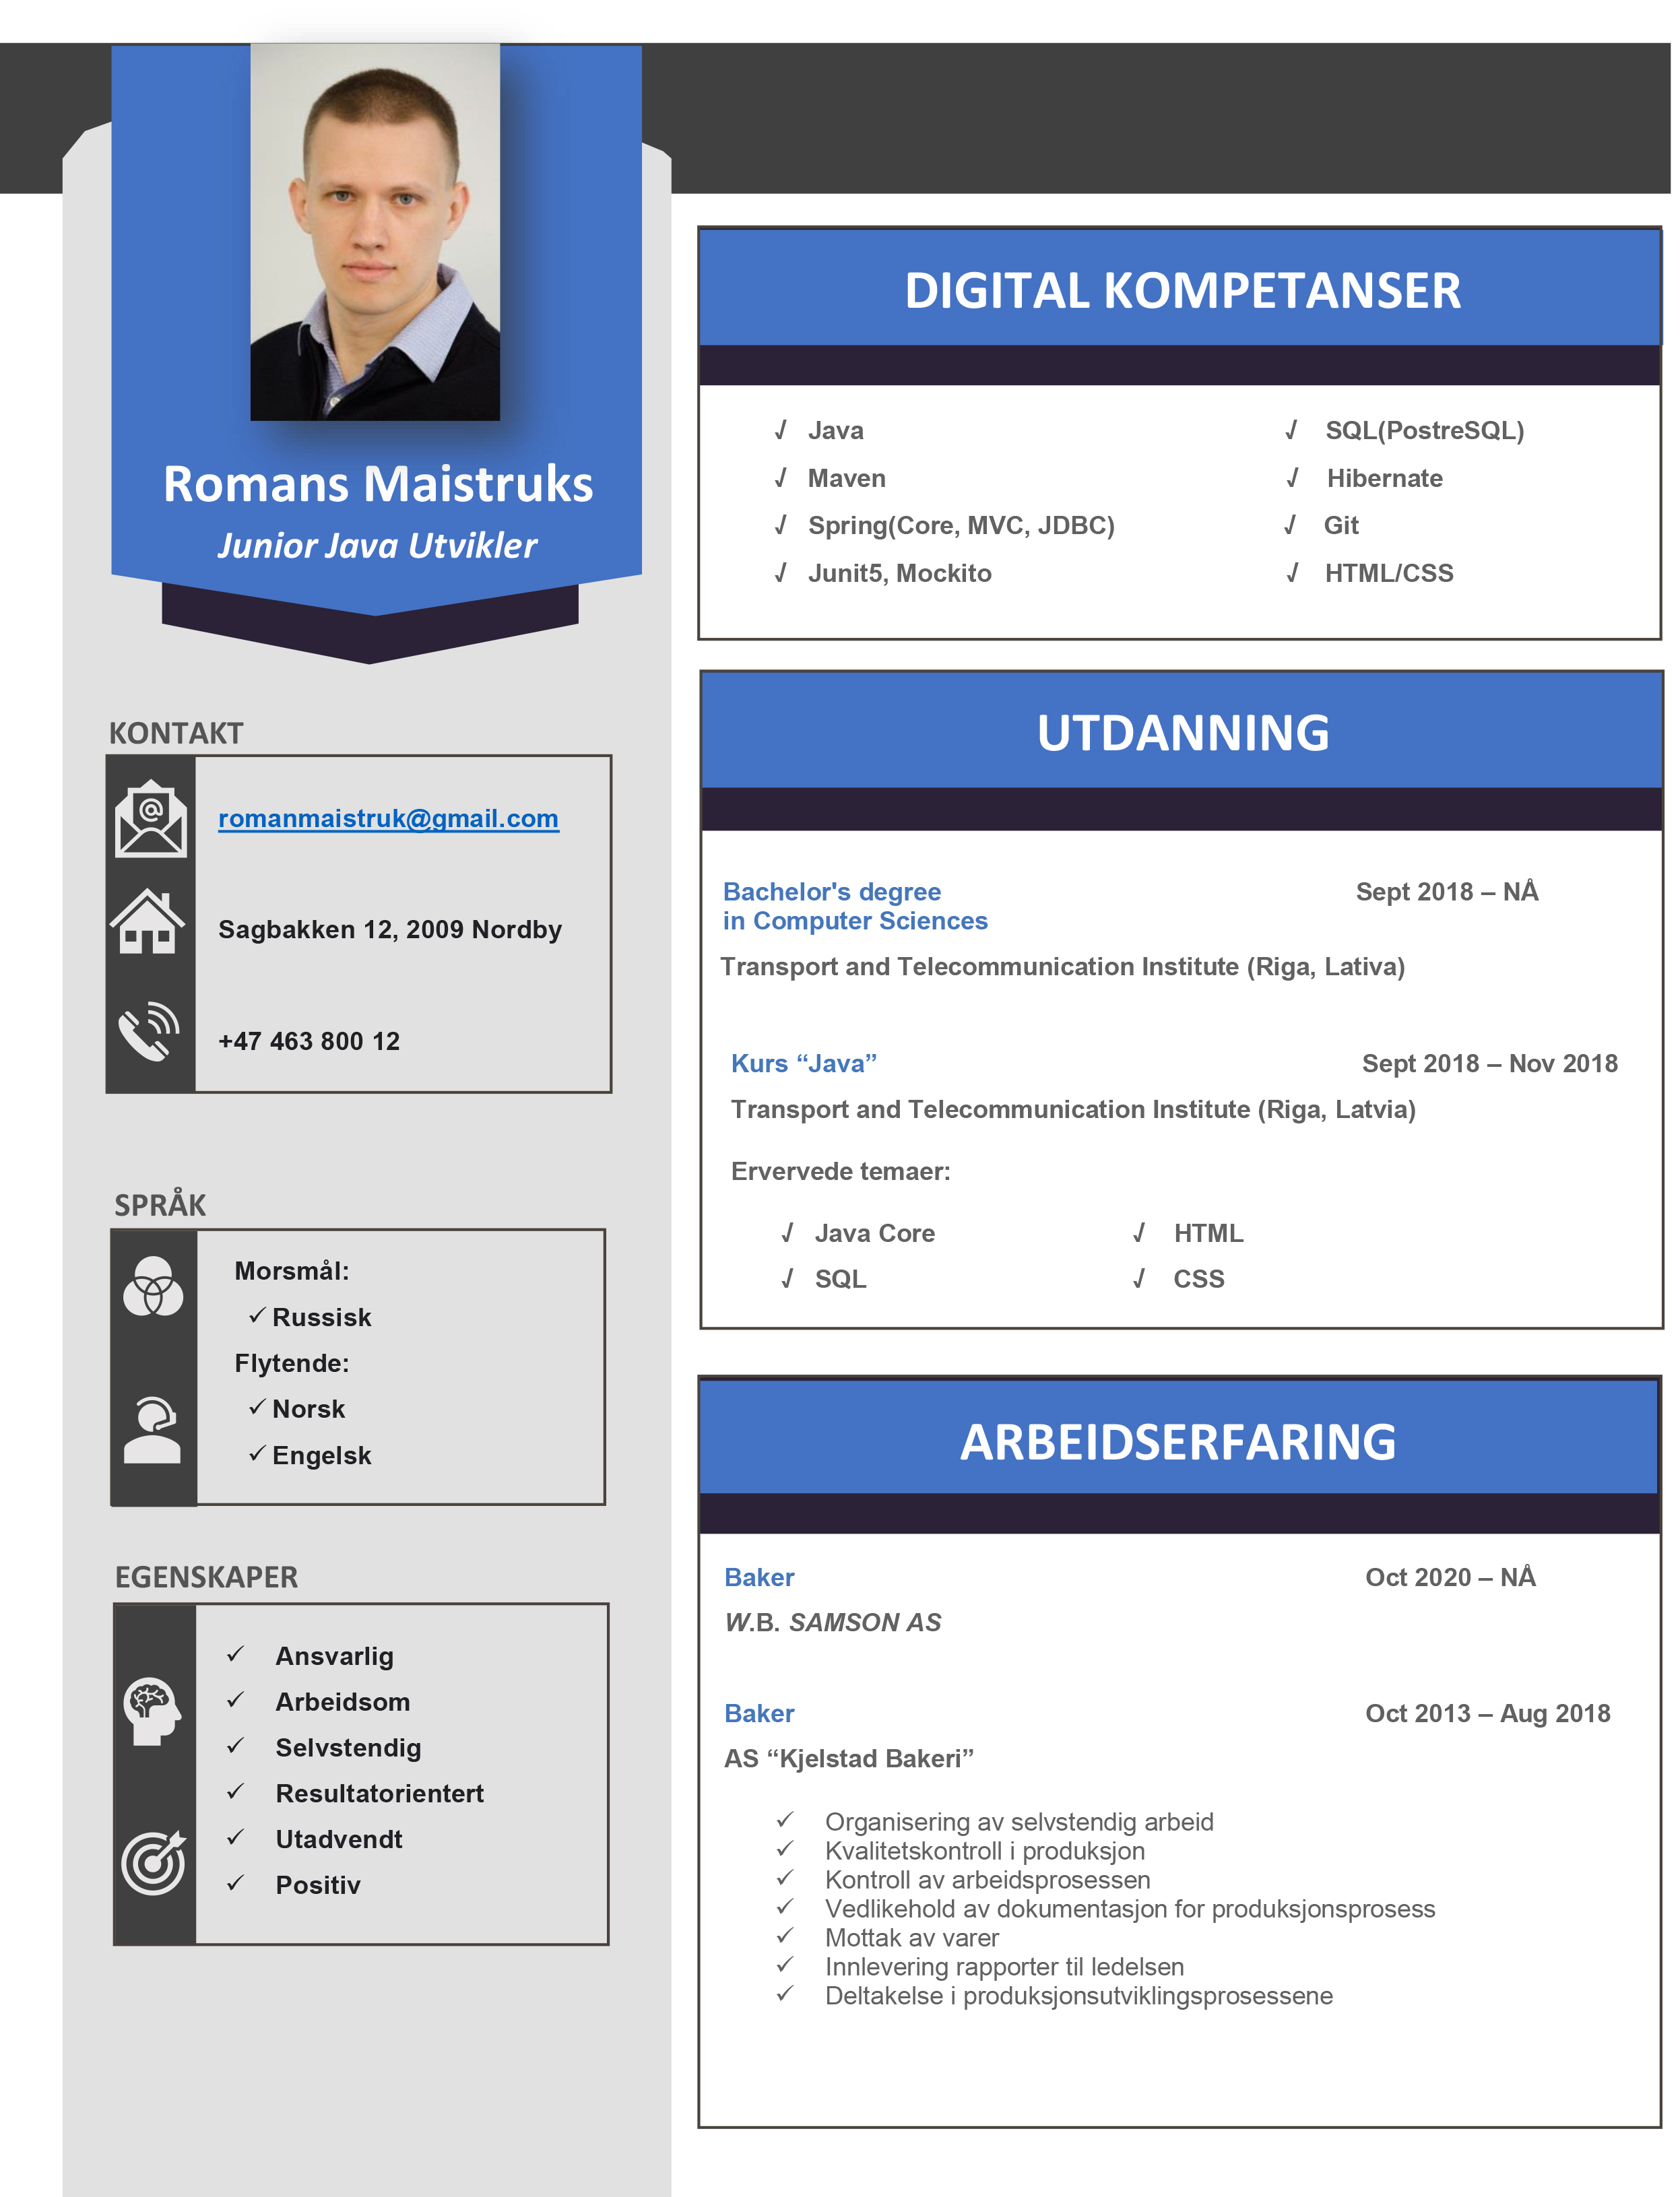 Romans Maistruks
Junior Java Utvikler
KONTAKT
romanmaistruk@gmail.com
Sagbakken 12, 2009 Nordby
+47 463 800 12
SPRÅK
Morsmål:
✓ Russisk
Flytende:
✓ Norsk
✓ Engelsk
EGENSKAPER
✓ Ansvarlig
✓ Arbeidsom
✓ Selvstendig
✓ Resultatorientert
✓ Utadvendt
✓ Positiv
DIGITAL KOMPETANSER
√ Java √ SQL(PostreSQL)
√ Maven √ Hibernate
√ Spring(Core, MVC, JDBC) √ Git
√ Junit5, Mockito √ HTML/CSS
UTDANNING
Bachelor's degree Sept 2018 – NÅ
in Computer Sciences
Transport and Telecommunication Institute (Riga, Lativa)
Kurs “Java” Sept 2018 – Nov 2018
Transport and Telecommunication Institute (Riga, Latvia)
Ervervede temaer:
√ Java Core √ HTML
√ SQL √ CSS
ARBEIDSERFARING
Baker Oct 2020 – NÅ
W.B. SAMSON AS
Baker Oct 2013 – Aug 2018
AS “Kjelstad Bakeri”
✓ Organisering av selvstendig arbeid
✓ Kvalitetskontroll i produksjon
✓ Kontroll av arbeidsprosessen
✓ Vedlikehold av dokumentasjon for produksjonsprosess
✓ Mottak av varer
✓ Innlevering rapporter til ledelsen
✓ Deltakelse i produksjonsutviklingsprosessene